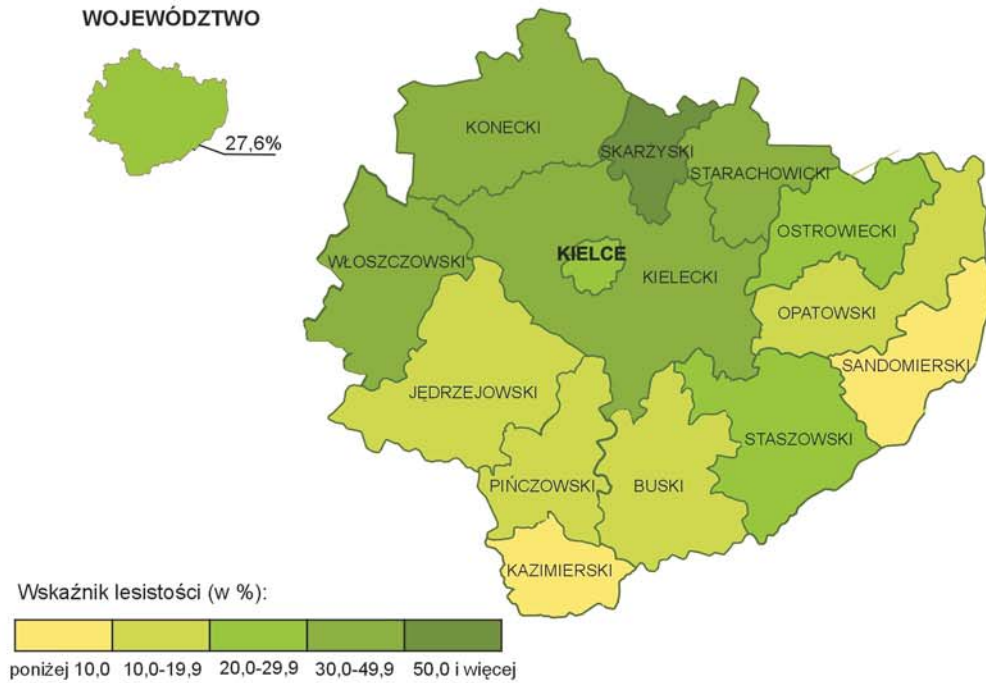 WOJEWÓDZTWO
27,6%
KONECKI
SKARŻYSKI
STARACHOWICKI
OSTROWIECKI
WŁOSZCZOWSKI
KIELCE
KIELECKI
OPATOWSKI
SANDOMIERSKI
JĘDRZEJOWSKI
STASZOWSKI
PIŃCZOWSKI
BUSKI
KAZIMIERSKI
Wskaźnik lesistości (w %):
poniżej 10,0 10,0-19,9 20,0-29,9 30,0-49,9 50,0 i więcej